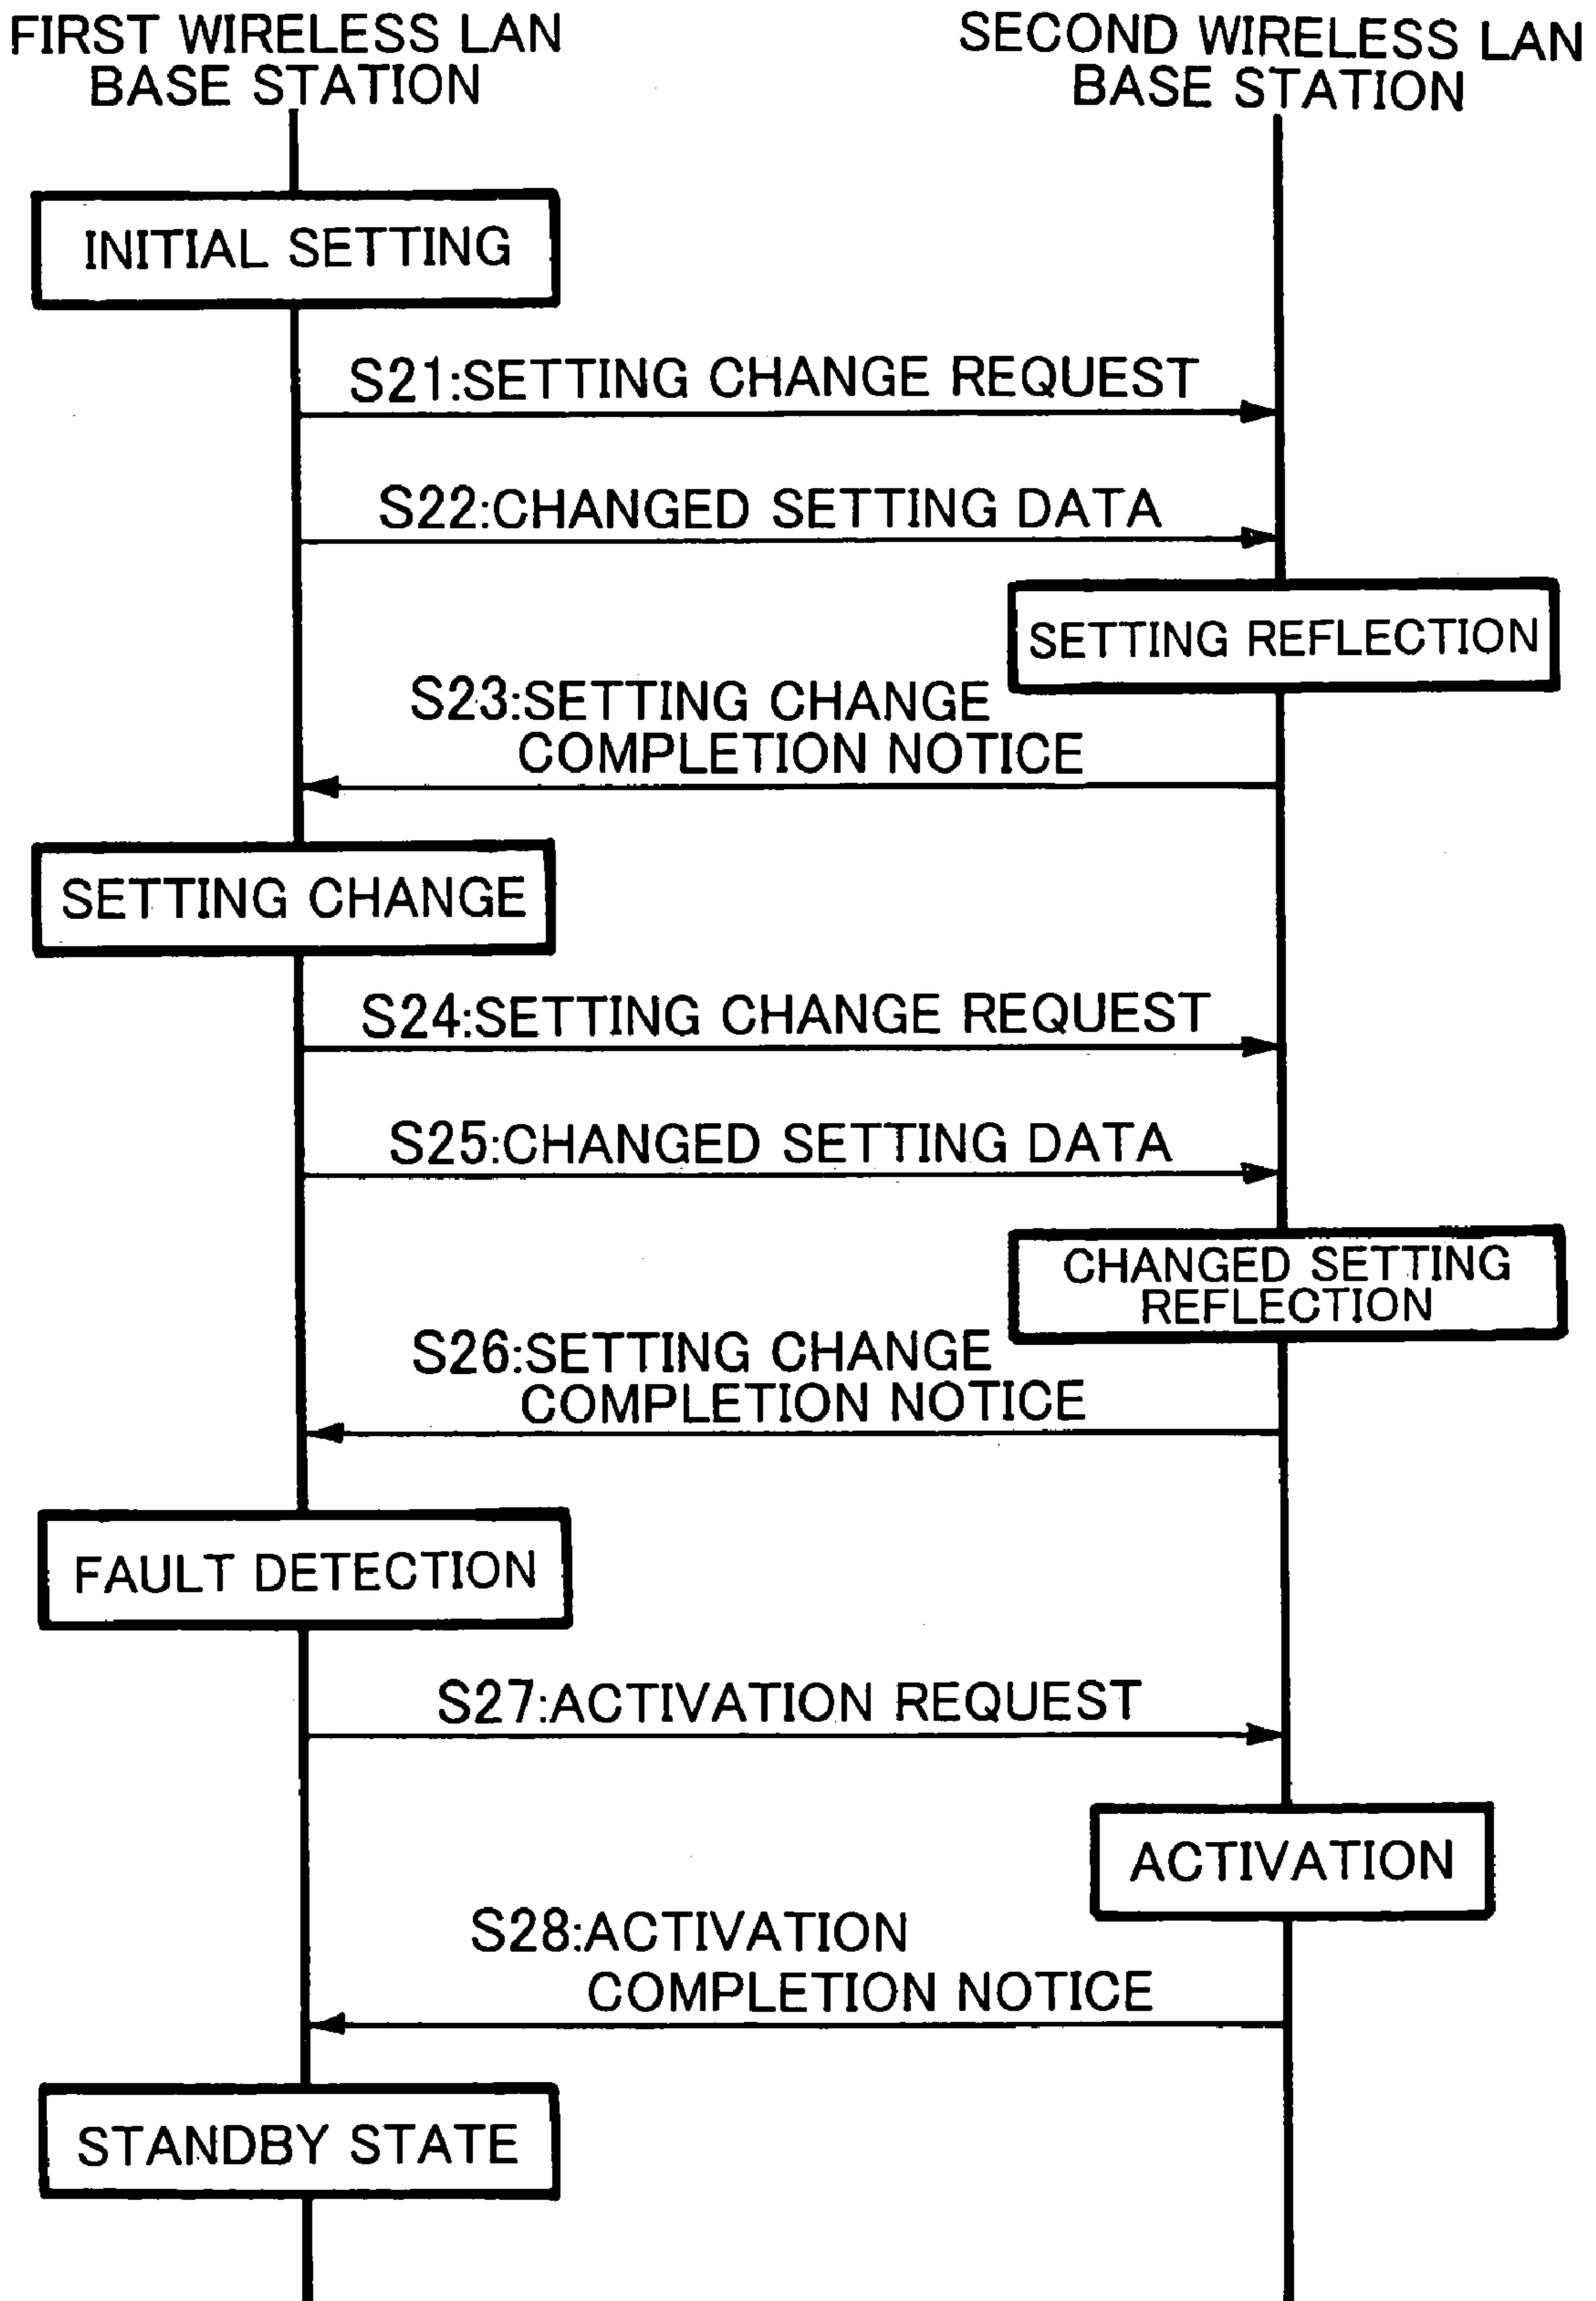 FIRST WIRELESS LAN
BASE STATION
SECOND WIRELESS LAN
BASE STATION
INITIAL SETTING
S21:SETTING CHANGE REQUEST
S22:CHANGED SETTING DATA
SETTING REFLECTION
S23:SETTING CHANGE
COMPLETION NOTICE
SETTING CHANGE
S24:SETTING CHANGE REQUEST
S25:CHANGED SETTING DATA
CHANGED SETTING
REFLECTION
S26:SETTING CHANGE
COMPLETION NOTICE
FAULT DETECTION
S27:ACTIVATION REQUEST
ACTIVATION
S28:ACTIVATION
COMPLETION NOTICE
STANDBY STATE